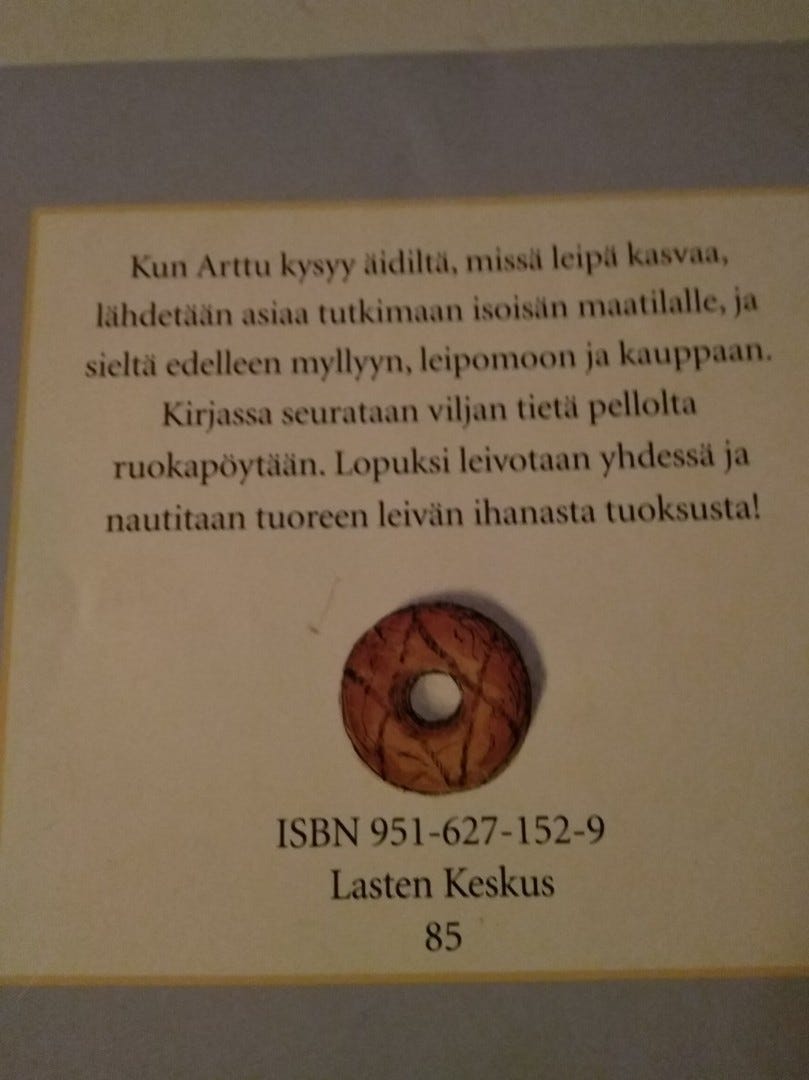 Kun Arttu kysyy äidiltä, missä leipä kasvaa,
lähdetään asiaa tutkimaan isoisän maatilalle, ja
sieltä edelleen myllyyn, leipomoon ja kauppaan.
Kirjassa seurataan viljan tietä pellolta
ruokapöytään. Lopuksi leivotaan yhdessä ja
nautitaan tuoreen leivän ihanasta tuoksusta!
ISBN 951-627-152-9
Lasten Keskus
85